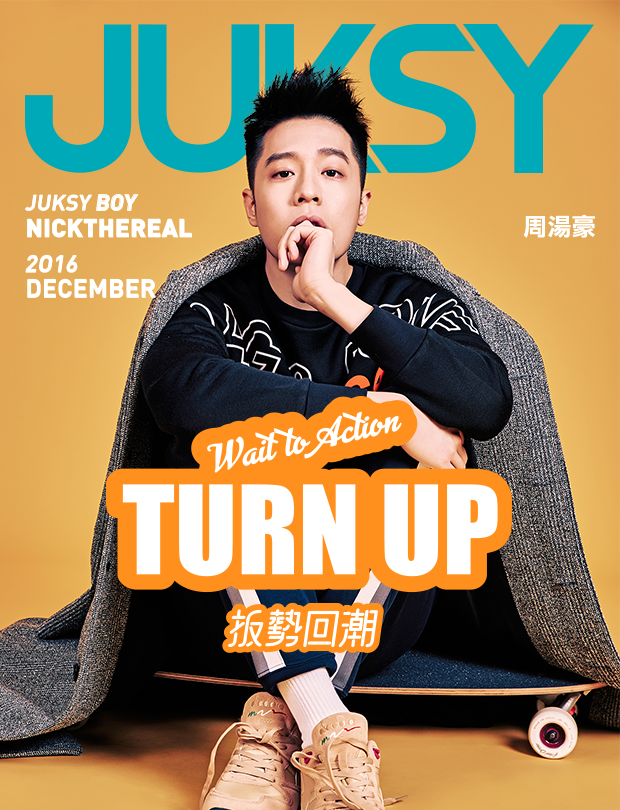 JUKSY
JUKSY BOY
NICKTHEREAL
周湯豪
2016
DECEMBER
Wait to Action
TURN UP
扳勢回潮